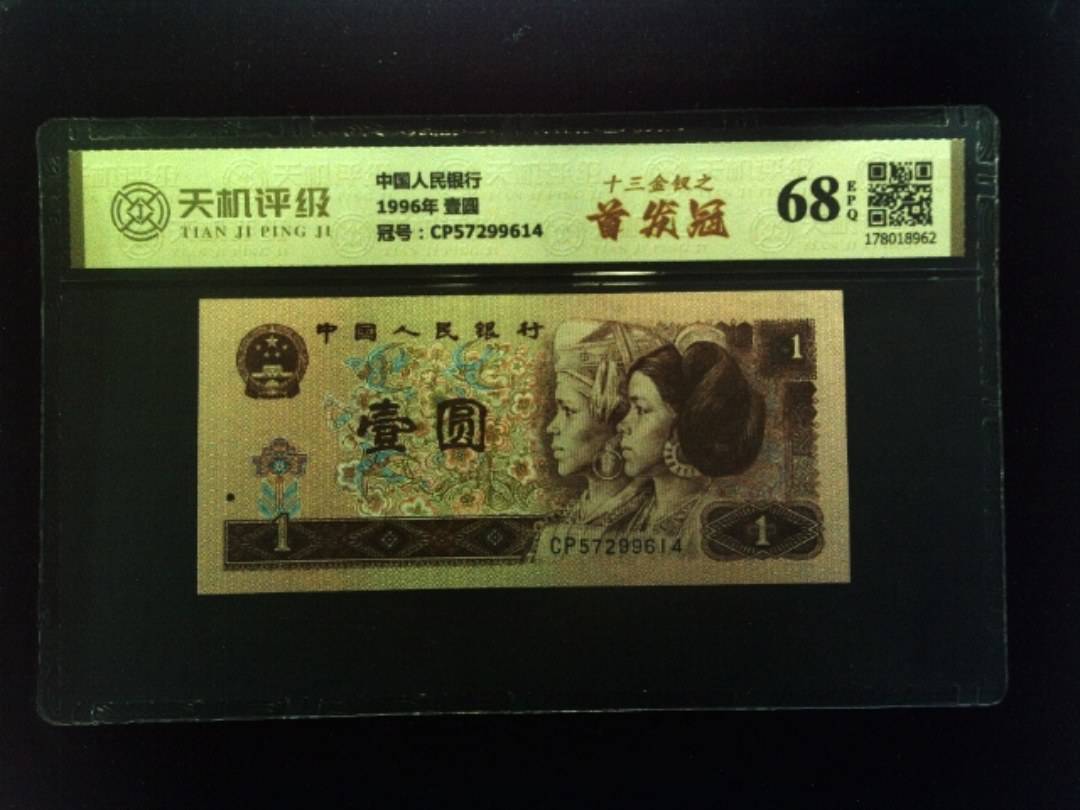 天机评级
TIAN JI PING JI
中国人民银行
1996年 壹圆
冠号：CP57299614
十三金钗之
首发冠
68
EPQ
178018962
中国人民银行
1
壹圆
1
CP57299614
1